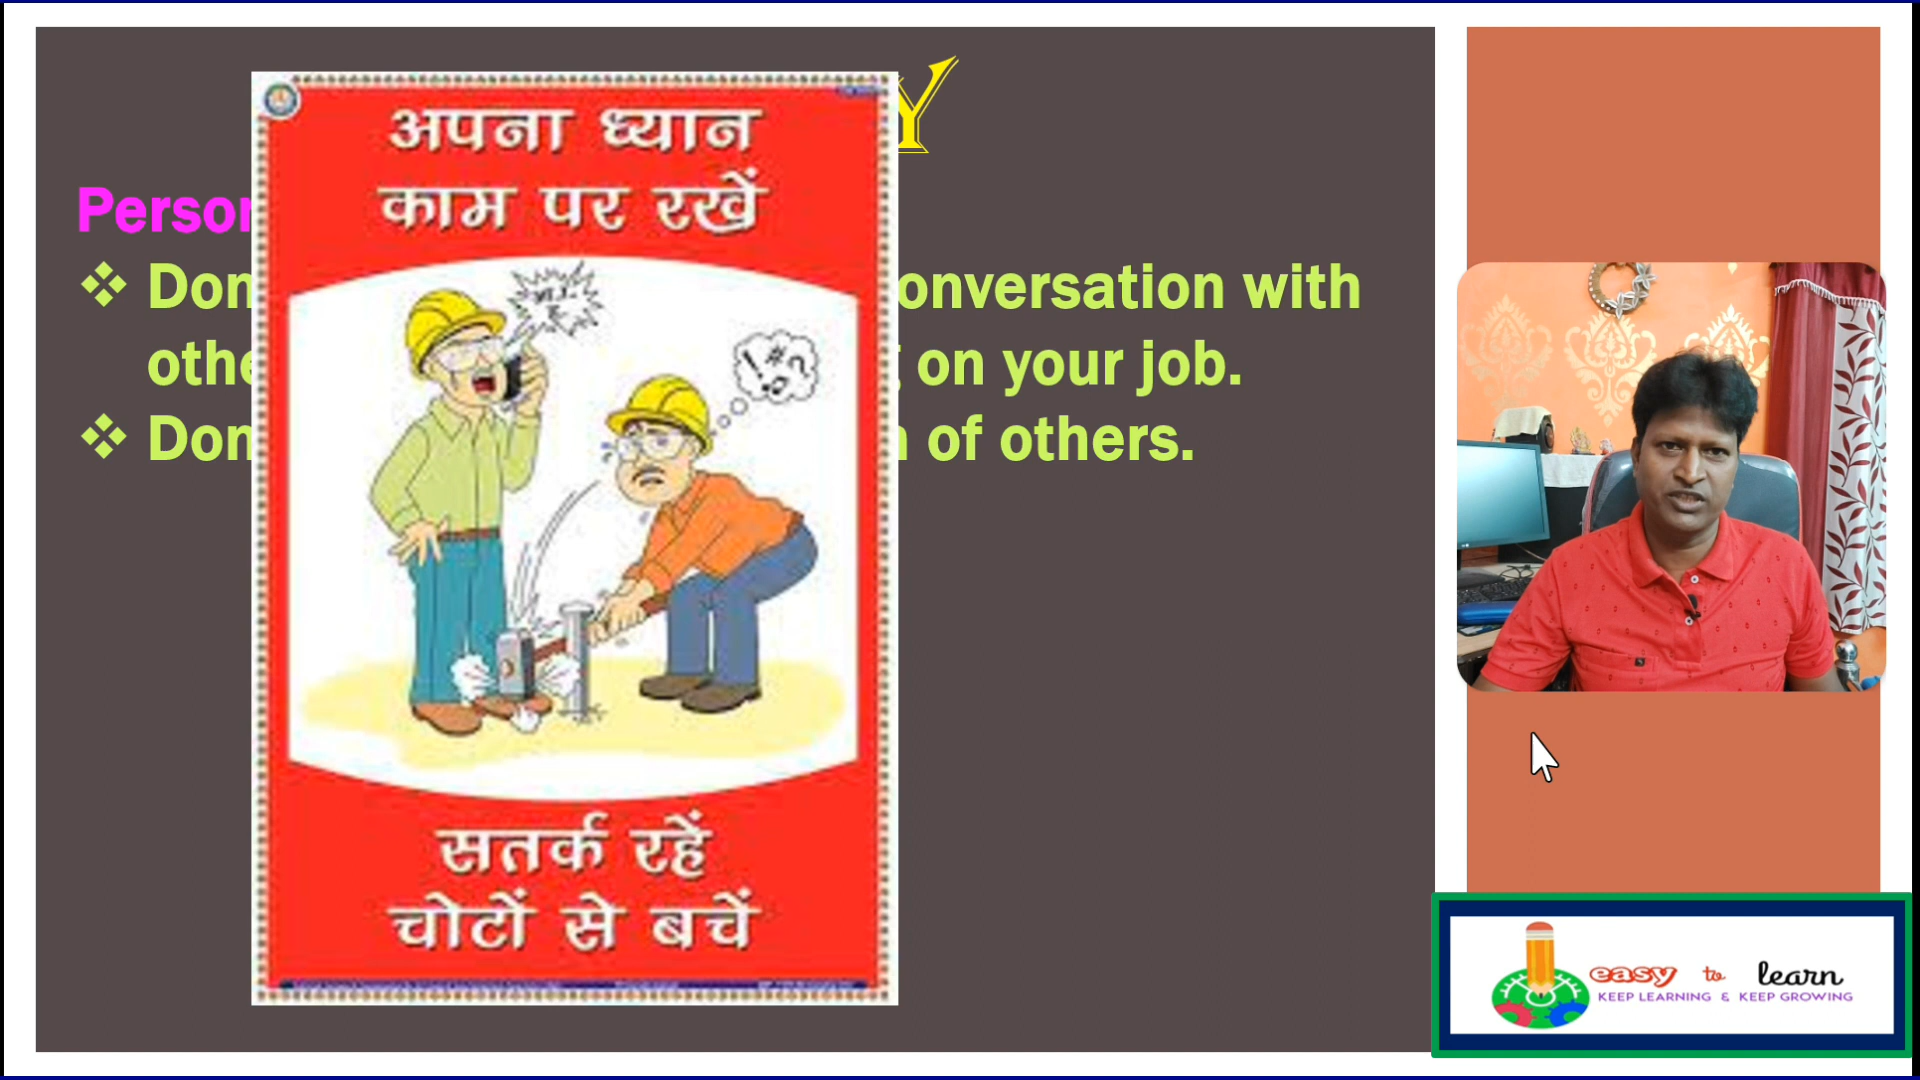 Y
अपना ध्यान
काम पर रखें
Person
Don onversation with
othe on your job.
Don of others.
सतर्क रहें
चोटों से बचें
easy to learn
KEEP LEARNING & KEEP GROWING